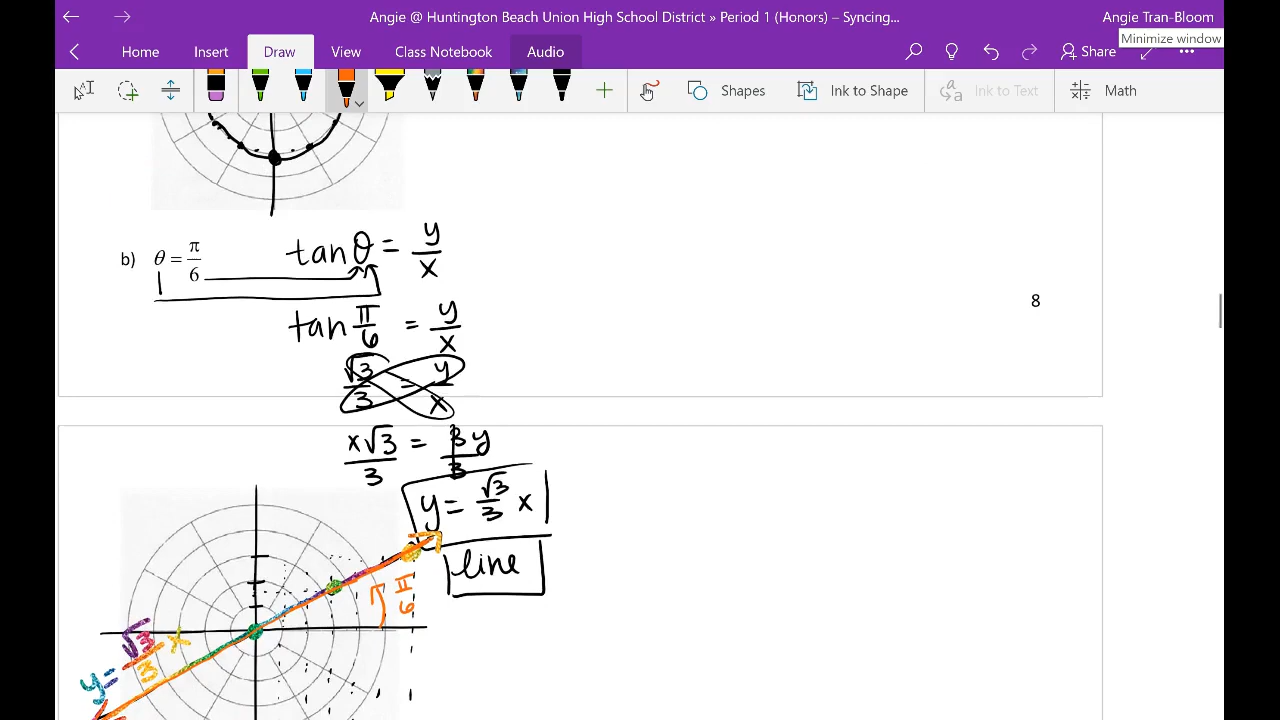 Angie @ Huntington Beach Union High School District » Period 1 (Honors) – Syncing...
Angie Tran-Bloom
Minimize window
Home Insert Draw View Class Notebook Audio
Share
Shapes Ink to Shape Ink to Text Math
b) θ = π/6
tan θ = y/x
8
tan π/6 = y/x
√3/3 = y/x
x√3/3 = 3y/3
y = √3/3 x
line
π/6
y = √3/3 x